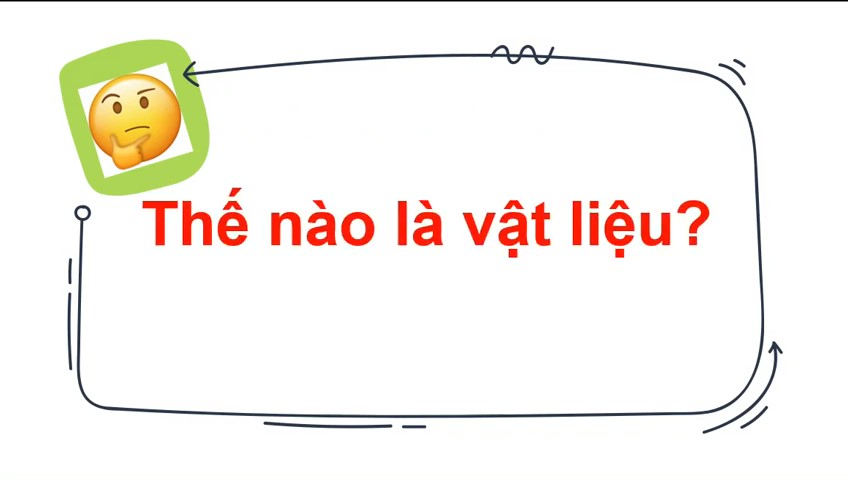 Thế nào là vật liệu?